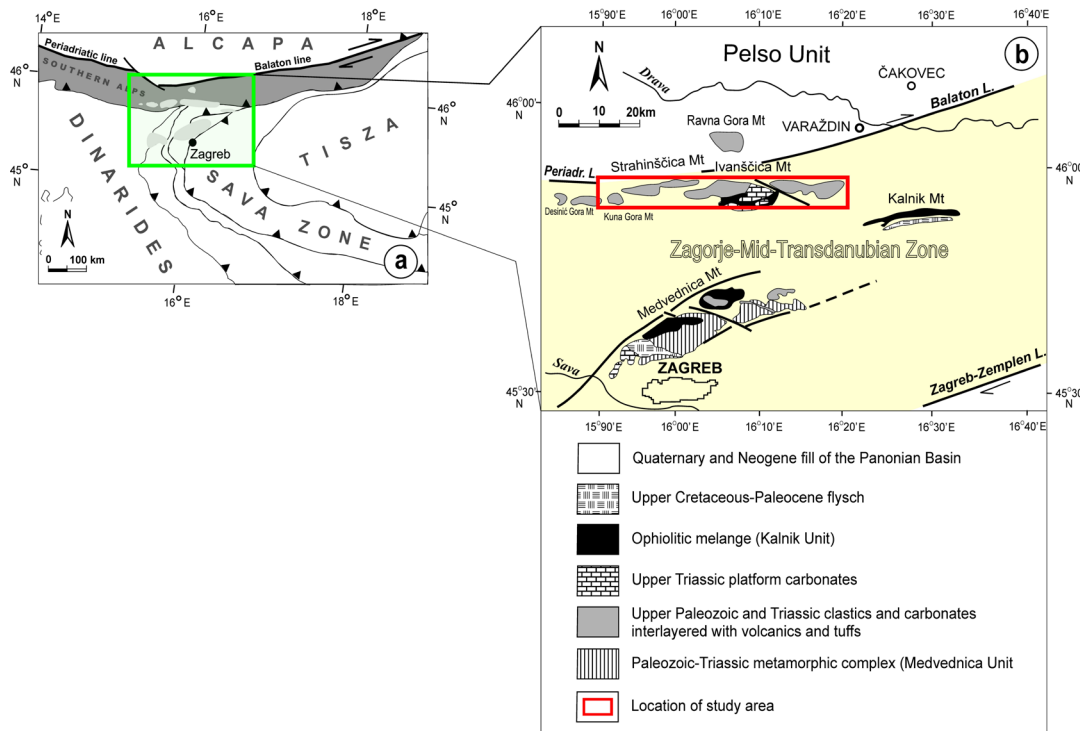 14°E
16°E
18°E
A L C A P A
Periadriatic line
Balaton line
46°
N
SOUTHERN ALPS
46°
N
Zagreb
TISZA
DINARIDES
SAVA ZONE
45°
N
45°
N
N
0 100 km
a
16°E
18°E
15°90'E
16°00'E
16°10'E
16°20'E
16°30'E
16°40'E
Pelso Unit
b
N
Drava
ČAKOVEC
0 10 20km
46°00'
N
Balaton L.
Ravna Gora Mt
VARAŽDIN
46°00'
N
Strahinščica Mt
Ivanščica Mt
Periadr. L
Desinić Gora Mt
Kuna Gora Mt
Kalnik Mt
Zagorje-Mid-Transdanubian Zone
Medvednica Mt
Sava
ZAGREB
Zagreb-Zemplen L.
45°30'
N
45°30'
N
15°90'E
16°00'E
16°10'E
16°20'E
16°30'E
16°40'E
Quaternary and Neogene fill of the Panonian Basin
Upper Cretaceous-Paleocene flysch
Ophiolitic melange (Kalnik Unit)
Upper Triassic platform carbonates
Upper Paleozoic and Triassic clastics and carbonates
interlayered with volcanics and tuffs
Paleozoic-Triassic metamorphic complex (Medvednica Unit
Location of study area